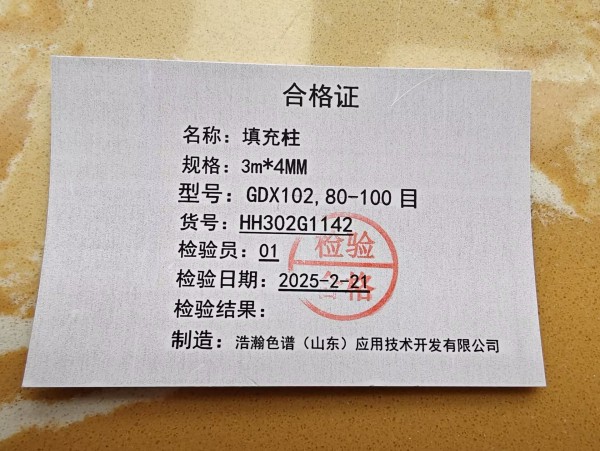 合格证
名称：填充柱
规格：3m*4MM
型号：GDX102,80-100 目
货号：HH302G1142
检验员：01
检验日期：2025-2-21
检验结果：
检验
合格
制造：浩瀚色谱（山东）应用技术开发有限公司